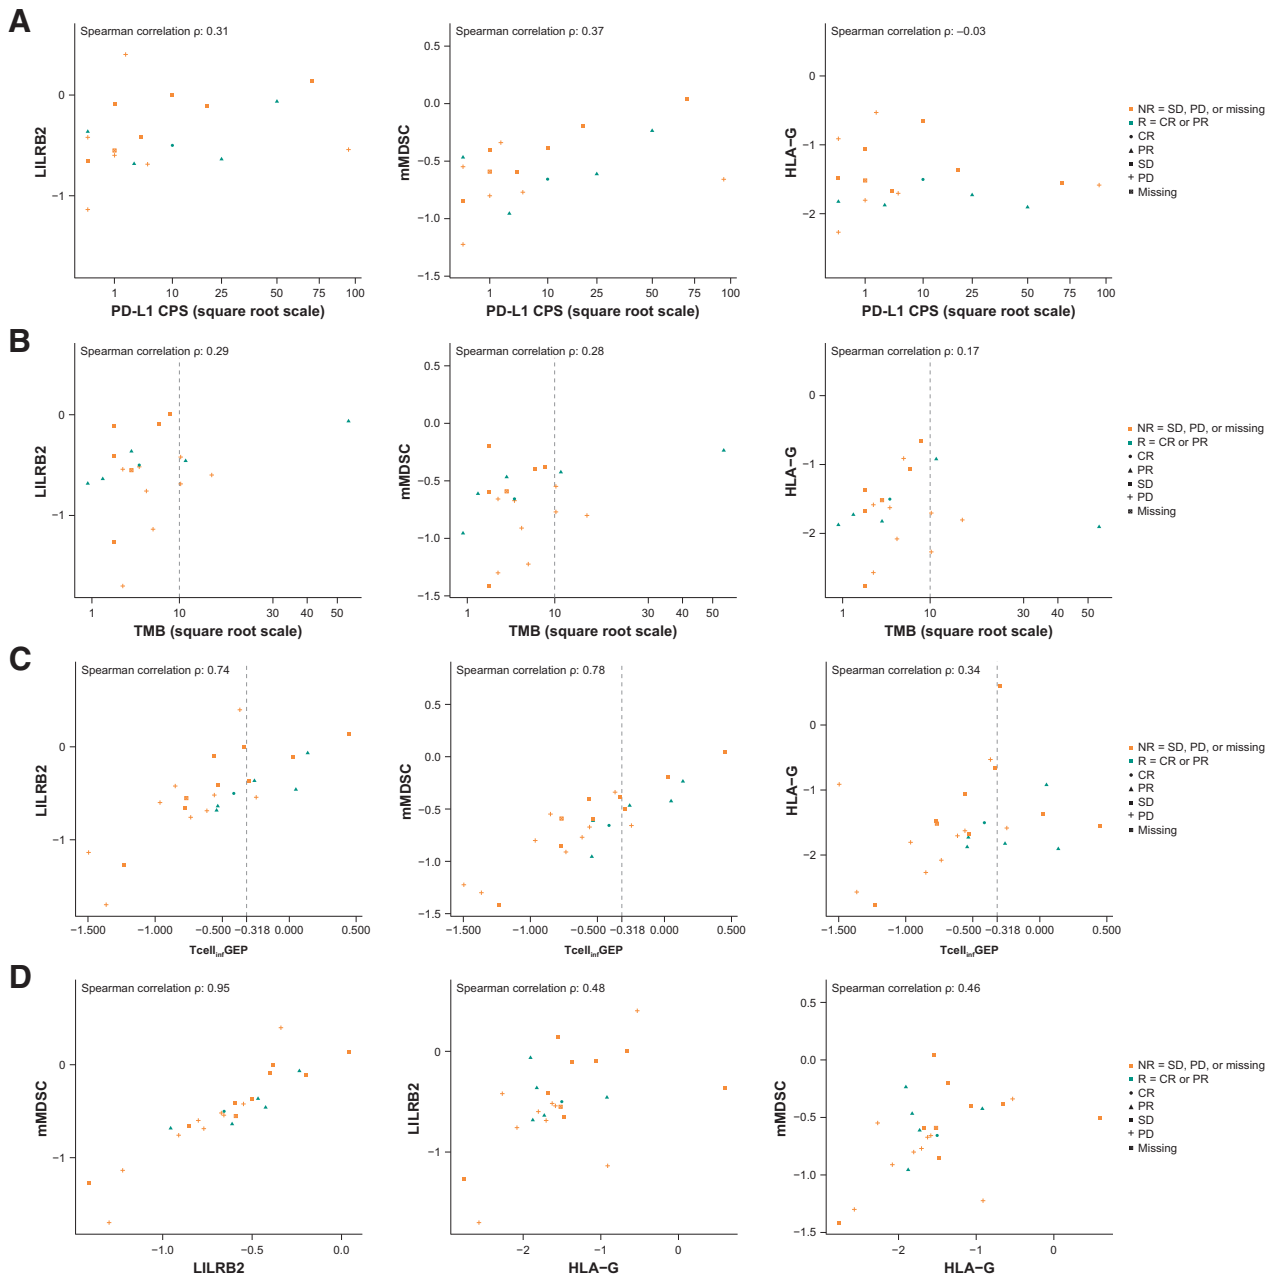 A
Spearman correlation ρ: 0.31
LILRB2
0
−1
1 10 25 50 75 100
PD-L1 CPS (square root scale)
Spearman correlation ρ: 0.37
mMDSC
0.5
0.0
−0.5
−1.0
−1.5
1 10 25 50 75 100
PD-L1 CPS (square root scale)
Spearman correlation ρ: –0.03
HLA−G
0
−1
−2
1 10 25 50 75 100
PD-L1 CPS (square root scale)
NR = SD, PD, or missing
R = CR or PR
CR
PR
SD
PD
Missing
B
Spearman correlation ρ: 0.29
LILRB2
0
−1
1 10 30 40 50
TMB (square root scale)
Spearman correlation ρ: 0.28
mMDSC
0.5
0.0
−0.5
−1.0
−1.5
1 10 30 40 50
TMB (square root scale)
Spearman correlation ρ: 0.17
HLA−G
0
−1
−2
1 10 30 40 50
TMB (square root scale)
NR = SD, PD, or missing
R = CR or PR
CR
PR
SD
PD
Missing
C
Spearman correlation ρ: 0.74
LILRB2
0
−1
−1.500 −1.000 −0.500 −0.318 0.000 0.500
TcellinfGEP
Spearman correlation ρ: 0.78
mMDSC
0.5
0.0
−0.5
−1.0
−1.5
−1.500 −1.000 −0.500 −0.318 0.000 0.500
TcellinfGEP
Spearman correlation ρ: 0.34
HLA−G
0
−1
−2
−1.500 −1.000 −0.500 −0.318 0.000 0.500
TcellinfGEP
NR = SD, PD, or missing
R = CR or PR
CR
PR
SD
PD
Missing
D
Spearman correlation ρ: 0.95
mMDSC
0
−1
−1.0 −0.5 0.0
LILRB2
Spearman correlation ρ: 0.48
LILRB2
0
−1
−2 −1 0
HLA−G
Spearman correlation ρ: 0.46
mMDSC
0.5
0.0
−0.5
−1.0
−1.5
−2 −1 0
HLA−G
NR = SD, PD, or missing
R = CR or PR
CR
PR
SD
PD
Missing